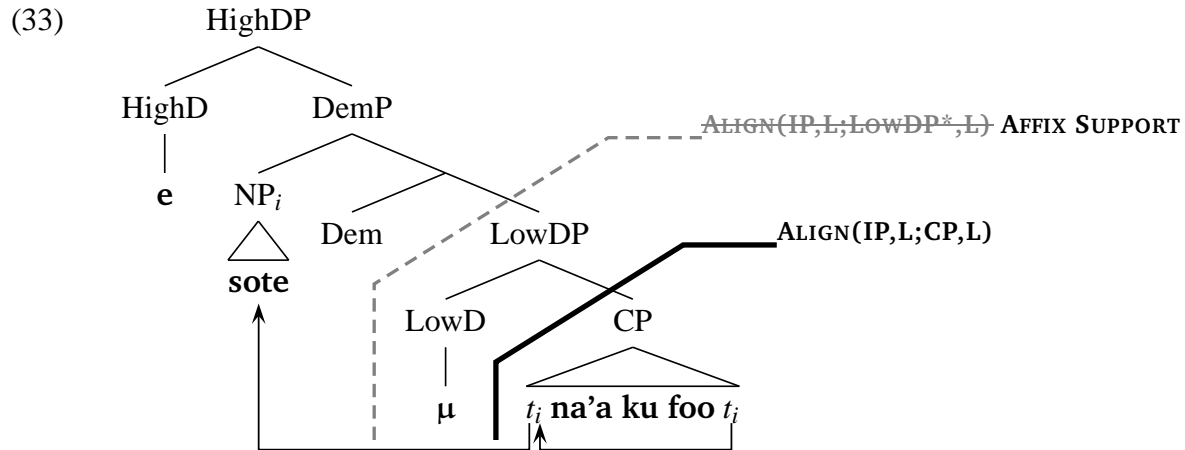 (33) HighDP
HighD DemP
ALIGN(IP,L;LOWDP*,L) AFFIX SUPPORT
e NPi
Dem LowDP
ALIGN(IP,L;CP,L)
sote
LowD CP
μ ti na'a ku foo ti